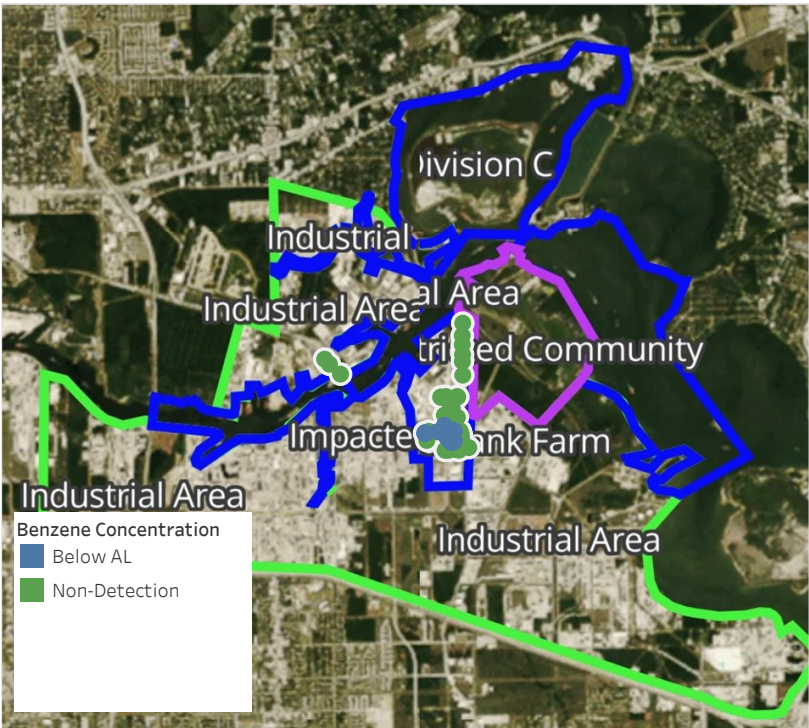 Division C
Industrial
al Area
Industrial Area
tricted Community
Impacte
ank Farm
Industrial Area
Industrial Area
Benzene Concentration
Below AL
Non-Detection